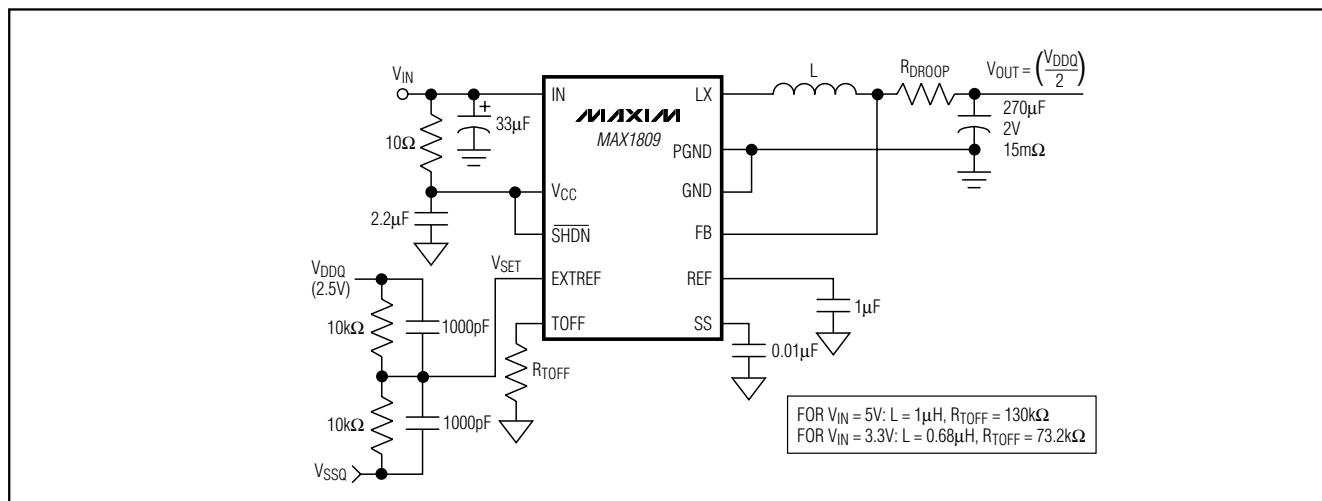 V_IN
10Ω
+
33μF
2.2μF
V_DDQ
(2.5V)
10kΩ
1000pF
10kΩ
1000pF
V_SSQ
V_SET
R_TOFF
IN
V_CC
SHDN
EXTREF
TOFF
MAXIM
MAX1809
LX
PGND
GND
FB
REF
SS
L
R_DROOP
V_OUT = (V_DDQ/2)
270μF
2V
15mΩ
1μF
0.01μF
FOR V_IN = 5V: L = 1μH, R_TOFF = 130kΩ
FOR V_IN = 3.3V: L = 0.68μH, R_TOFF = 73.2kΩ